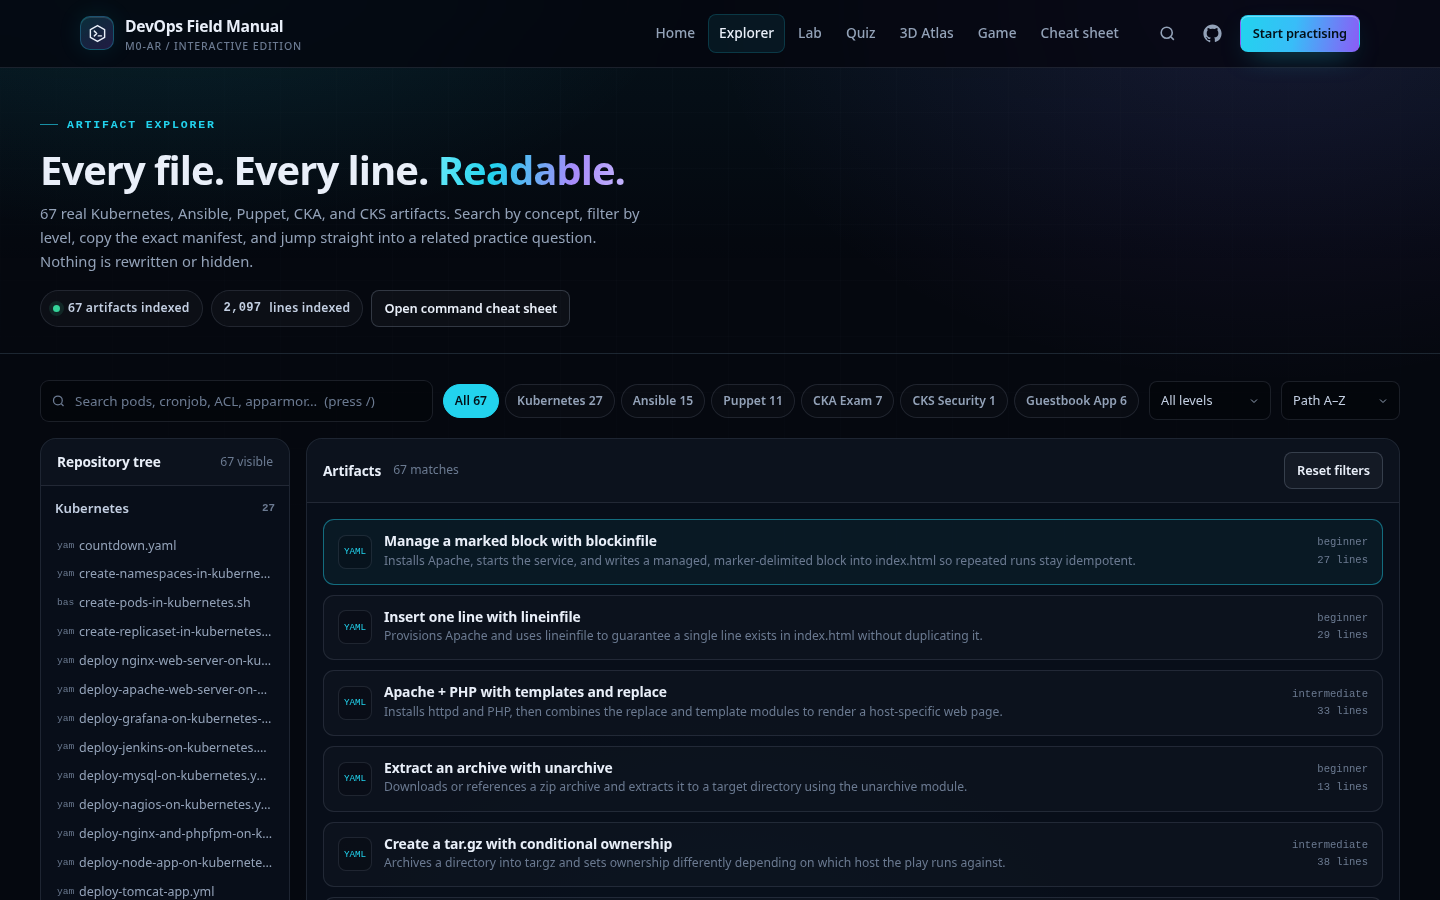 DevOps Field Manual
M0-AR / INTERACTIVE EDITION
Home
Explorer
Lab
Quiz
3D Atlas
Game
Cheat sheet
Start practising
ARTIFACT EXPLORER
Every file. Every line. Readable.
67 real Kubernetes, Ansible, Puppet, CKA, and CKS artifacts. Search by concept, filter by
level, copy the exact manifest, and jump straight into a related practice question.
Nothing is rewritten or hidden.
67 artifacts indexed
2,097 lines indexed
Open command cheat sheet
Search pods, cronjob, ACL, apparmor... (press /)
All 67
Kubernetes 27
Ansible 15
Puppet 11
CKA Exam 7
CKS Security 1
Guestbook App 6
All levels
Path A–Z
Repository tree
67 visible
Kubernetes
27
yam countdown.yaml
yam create-namespaces-in-kuberne...
bas create-pods-in-kubernetes.sh
yam create-replicaset-in-kubernetes...
yam deploy nginx-web-server-on-ku...
yam deploy-apache-web-server-on-...
yam deploy-grafana-on-kubernetes-...
yam deploy-jenkins-on-kubernetes....
yam deploy-mysql-on-kubernetes.y...
yam deploy-nagios-on-kubernetes.y...
yam deploy-nginx-and-phpfpm-on-k...
yam deploy-node-app-on-kubernete...
yam deploy-tomcat-app.yml
Artifacts
67 matches
Reset filters
YAML
Manage a marked block with blockinfile
Installs Apache, starts the service, and writes a managed, marker-delimited block into index.html so repeated runs stay idempotent.
beginner
27 lines
YAML
Insert one line with lineinfile
Provisions Apache and uses lineinfile to guarantee a single line exists in index.html without duplicating it.
beginner
29 lines
YAML
Apache + PHP with templates and replace
Installs httpd and PHP, then combines the replace and template modules to render a host-specific web page.
intermediate
33 lines
YAML
Extract an archive with unarchive
Downloads or references a zip archive and extracts it to a target directory using the unarchive module.
beginner
13 lines
YAML
Create a tar.gz with conditional ownership
Archives a directory into tar.gz and sets ownership differently depending on which host the play runs against.
intermediate
38 lines